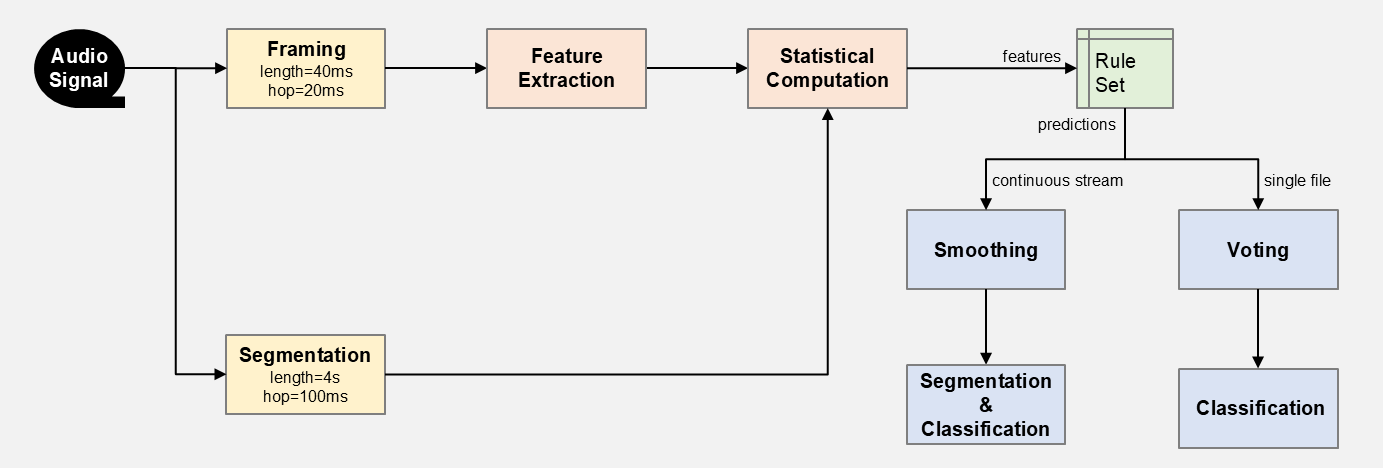 Audio
Signal
Framing
length=40ms
hop=20ms
Feature
Extraction
Statistical
Computation
features
Rule
Set
predictions
continuous stream
single file
Smoothing
Voting
Segmentation
length=4s
hop=100ms
Segmentation
&
Classification
Classification